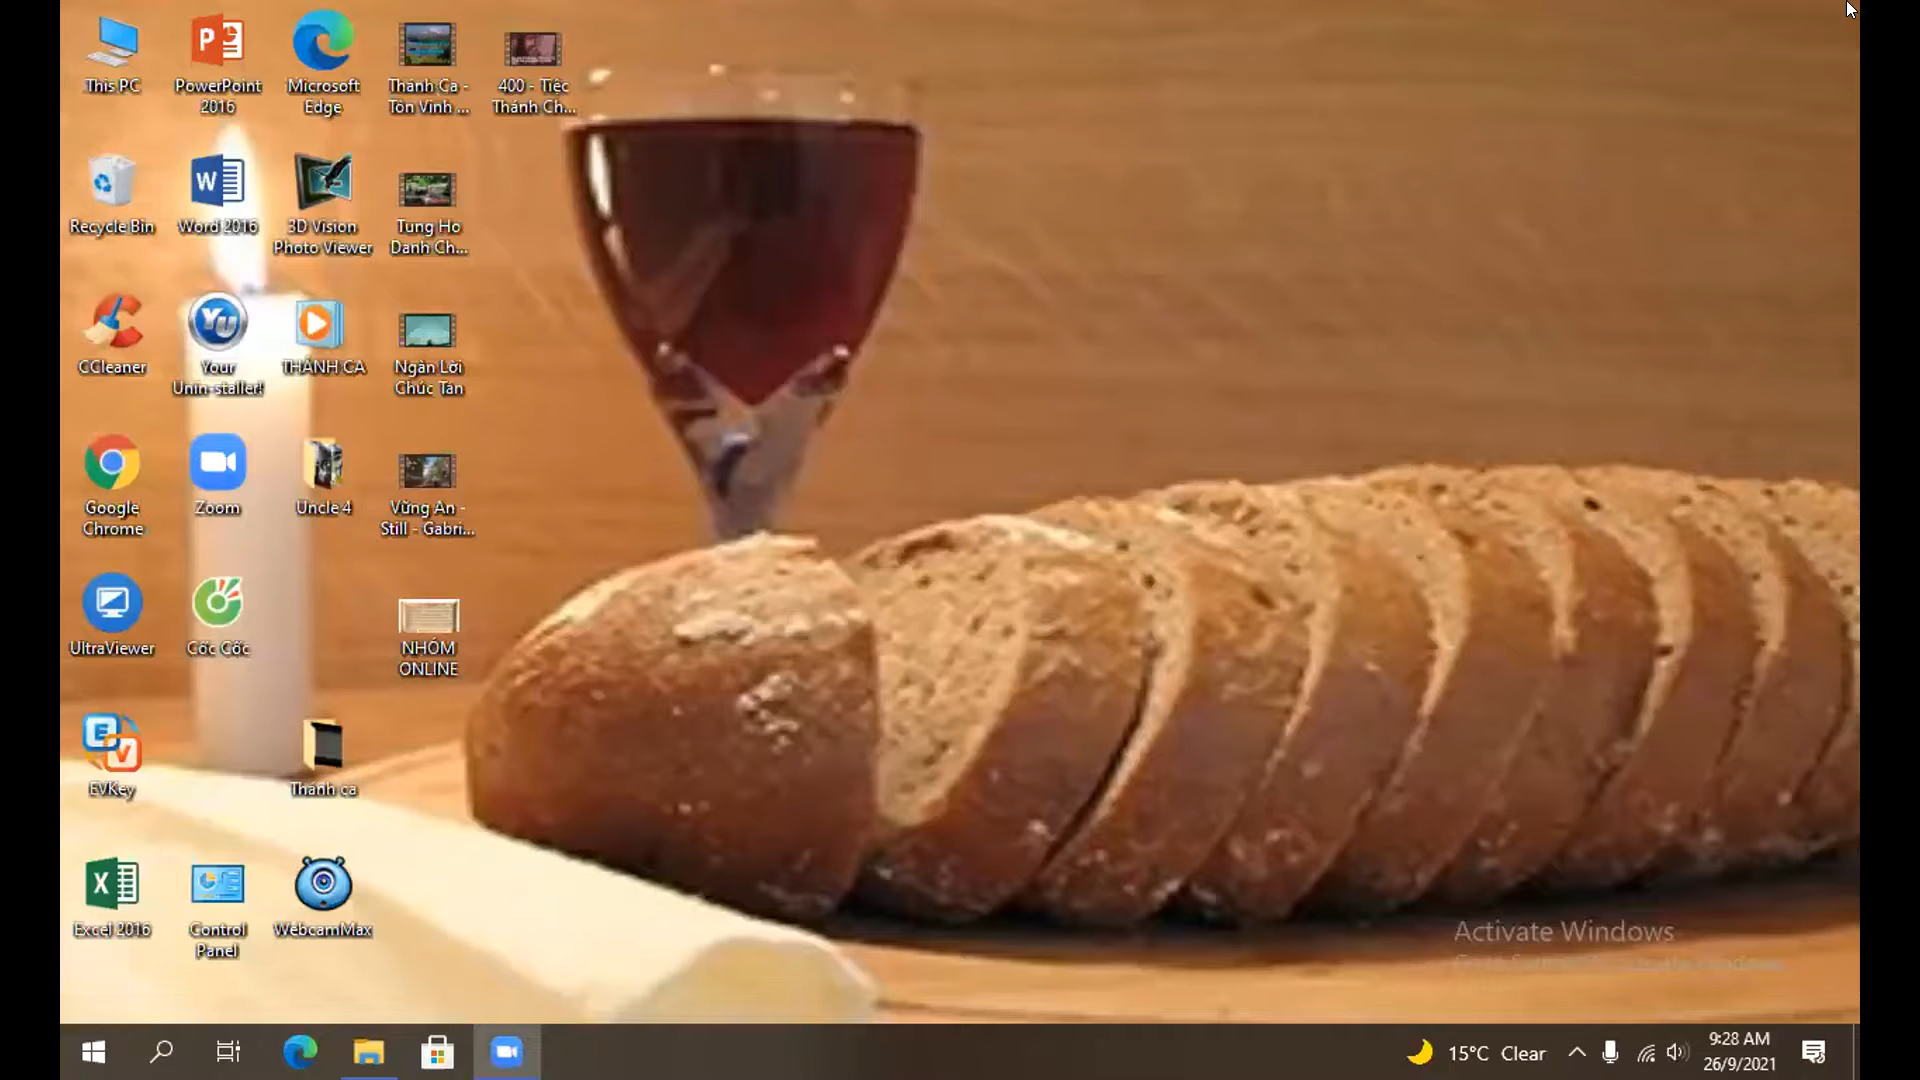 This PC
PowerPoint
2016
Microsoft
Edge
Thánh Ca -
Tôn Vinh ...
400 - Tiệc
Thánh Ch...
Recycle Bin
Word 2016
3D Vision
Photo Viewer
Tung Hô
Danh Ch...
CCleaner
Your
Unin-staller!
THÁNH CA
Ngàn Lời
Chúc Tán
Google
Chrome
Zoom
Uncle 4
Vững An -
Still - Gabri...
UltraViewer
Cốc Cốc
NHÓM
ONLINE
EVKey
Thánh ca
Excel 2016
Control
Panel
WebcamMax
Activate Windows
15°C Clear
9:28 AM
26/9/2021